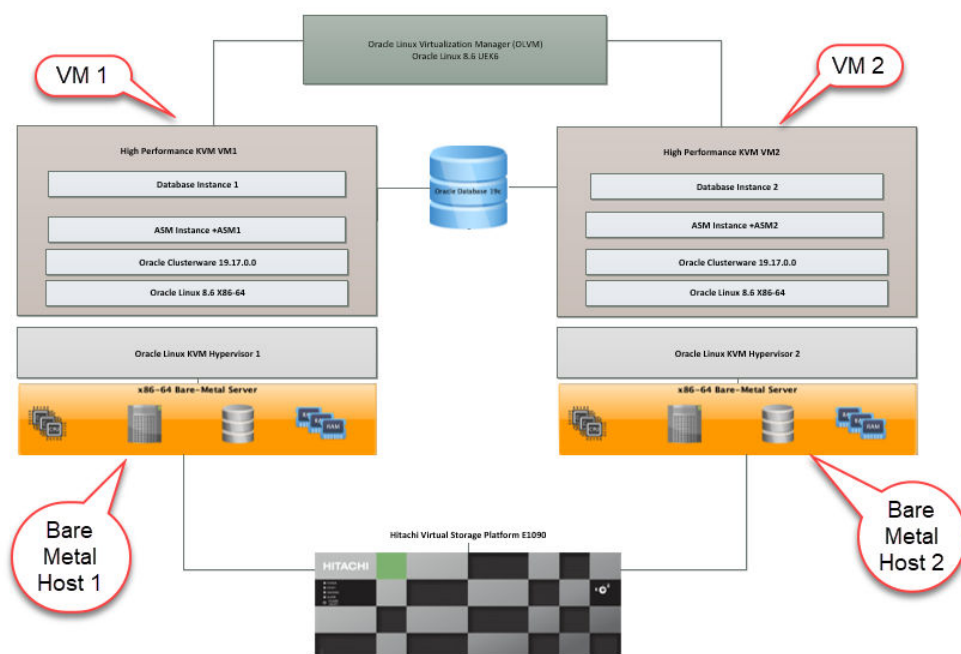 Oracle Linux Virtualization Manager (OLVM)
Oracle Linux 8.6 UEK6
VM 1
VM 2
High Performance KVM VM1
Database Instance 1
ASM Instance +ASM1
Oracle Clusterware 19.17.0.0
Oracle Linux 8.6 X86-64
Oracle Database 19c
High Performance KVM VM2
Database Instance 2
ASM Instance +ASM2
Oracle Clusterware 19.17.0.0
Oracle Linux 8.6 X86-64
Oracle Linux KVM Hypervisor 1
Oracle Linux KVM Hypervisor 2
x86-64 Bare-Metal Server
CPU
RAM
x86-64 Bare-Metal Server
CPU
RAM
Bare
Metal
Host 1
Bare
Metal
Host 2
Hitachi Virtual Storage Platform E1090
HITACHI